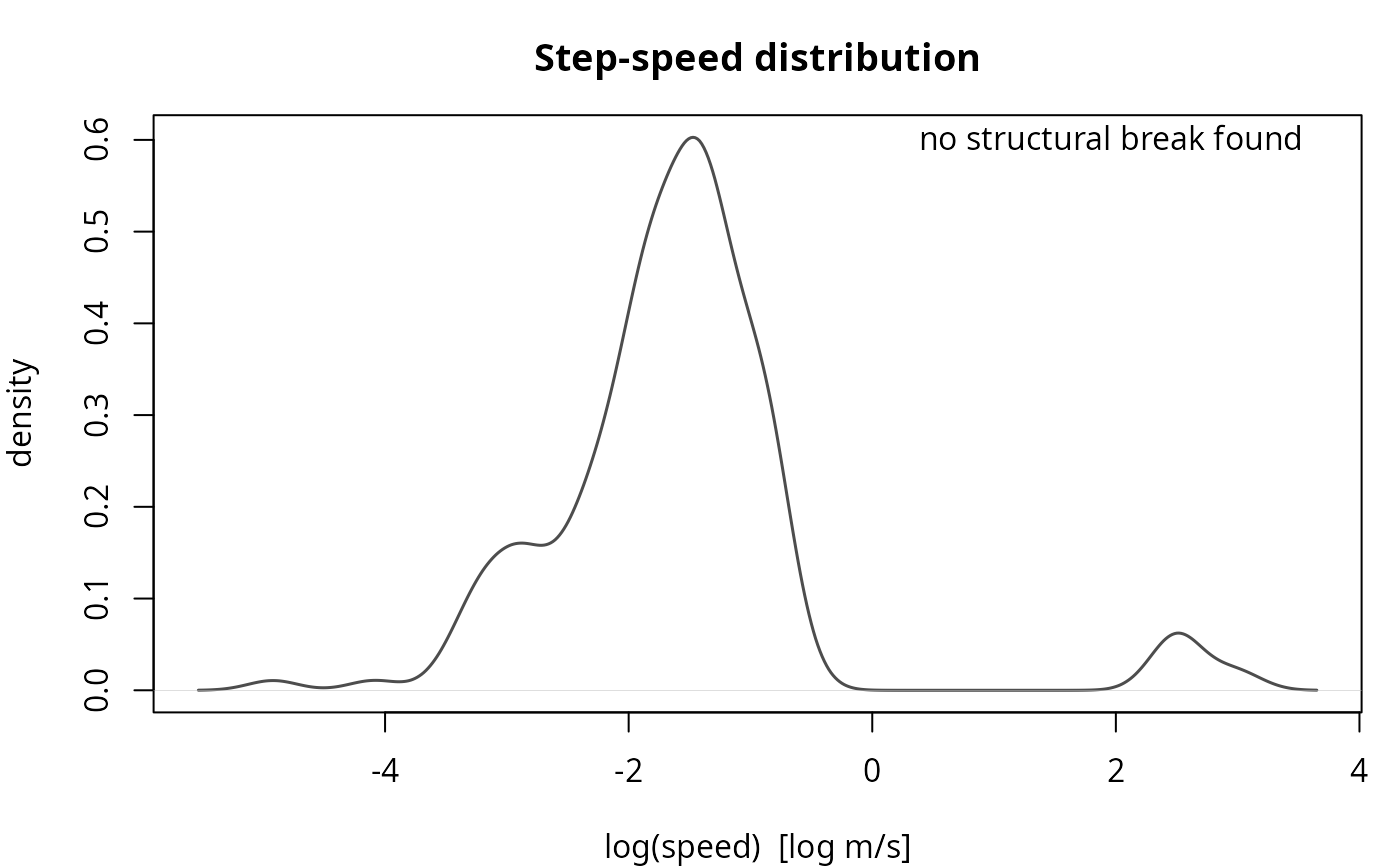 Step-speed distribution
no structural break found
density
0.6
0.5
0.4
0.3
0.2
0.1
0.0
-4 -2 0 2 4
log(speed) [log m/s]